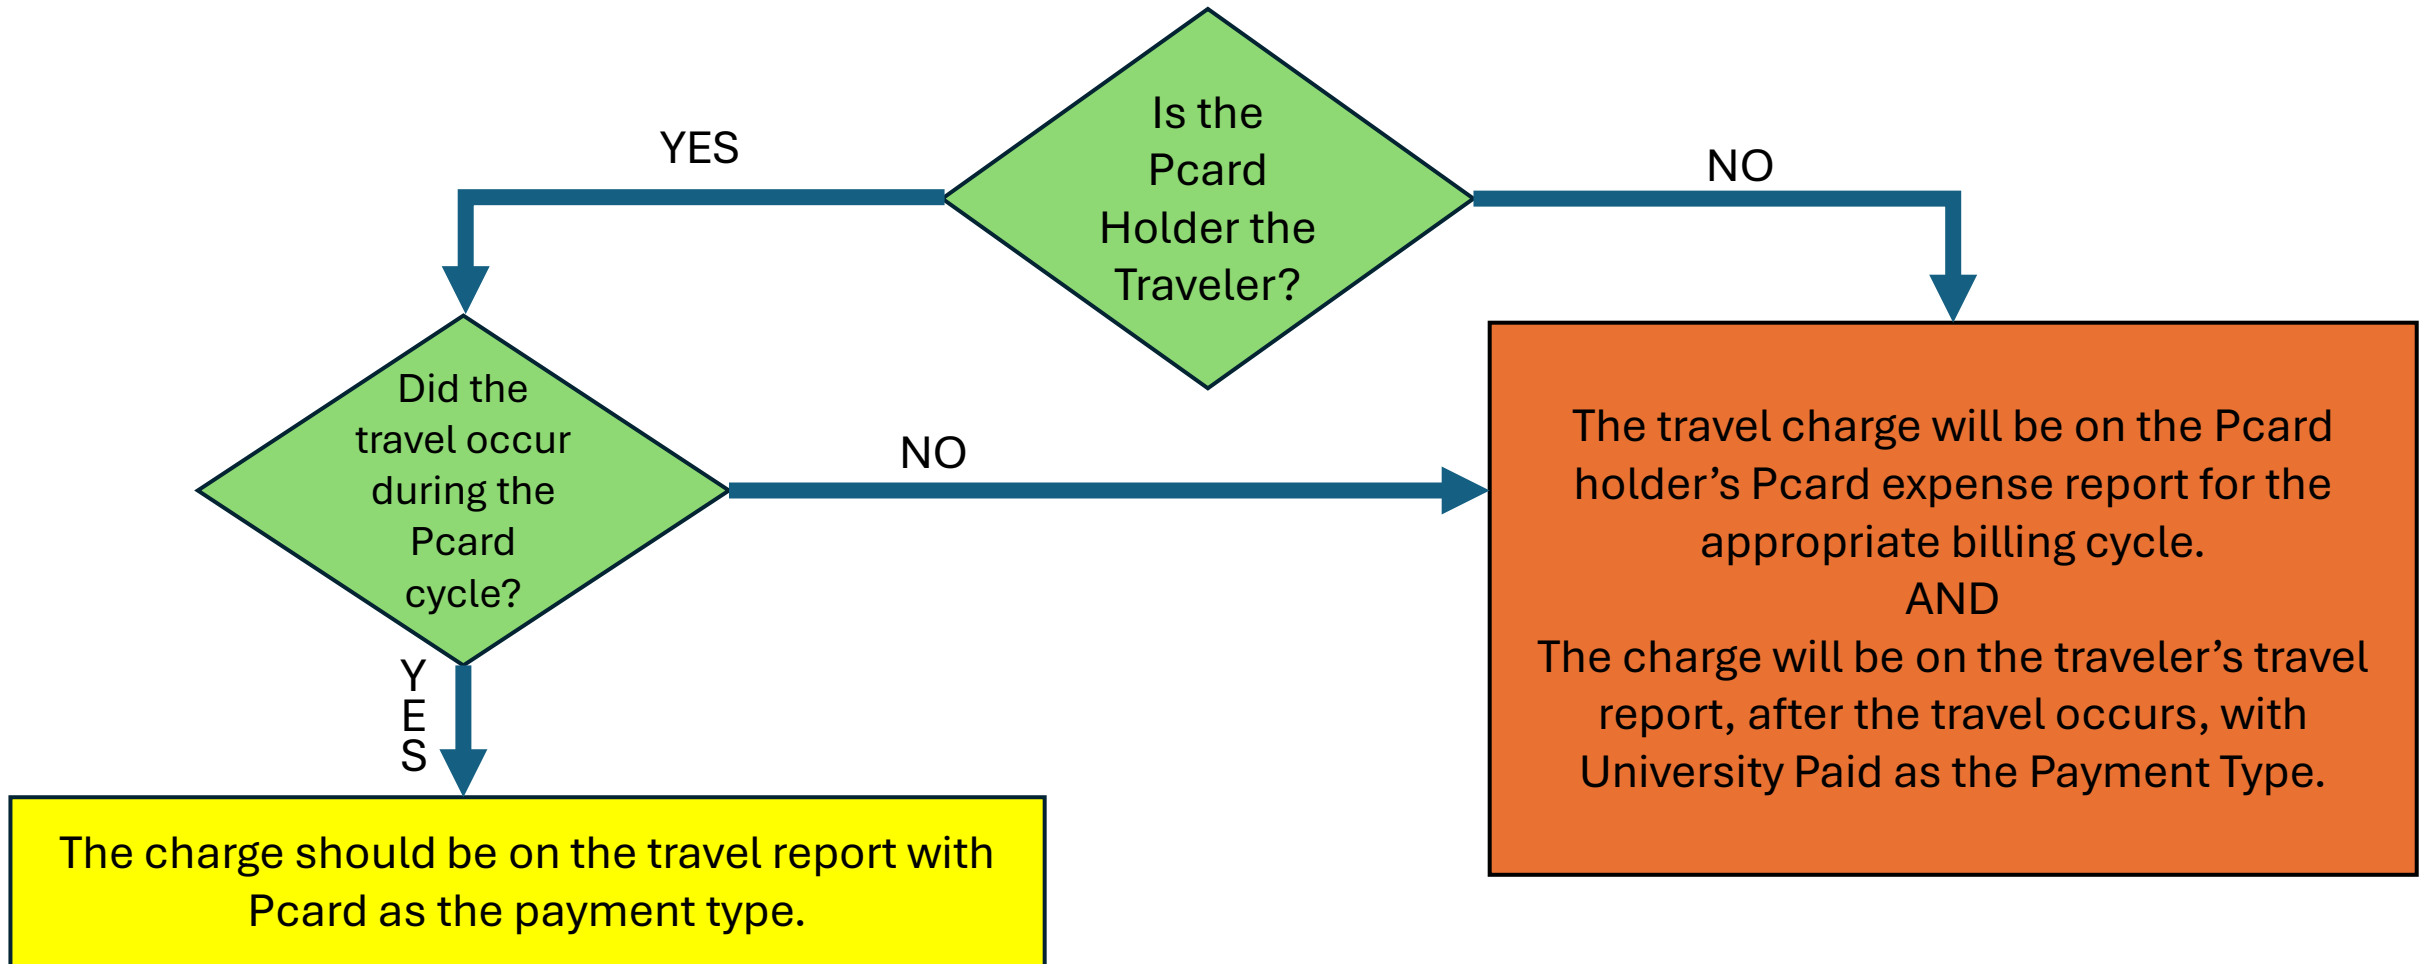 Is the
Pcard
Holder the
Traveler?
YES
NO
Did the
travel occur
during the
Pcard
cycle?
NO
Y
E
S
The charge should be on the travel report with
Pcard as the payment type.
The travel charge will be on the Pcard
holder’s Pcard expense report for the
appropriate billing cycle.
AND
The charge will be on the traveler’s travel
report, after the travel occurs, with
University Paid as the Payment Type.